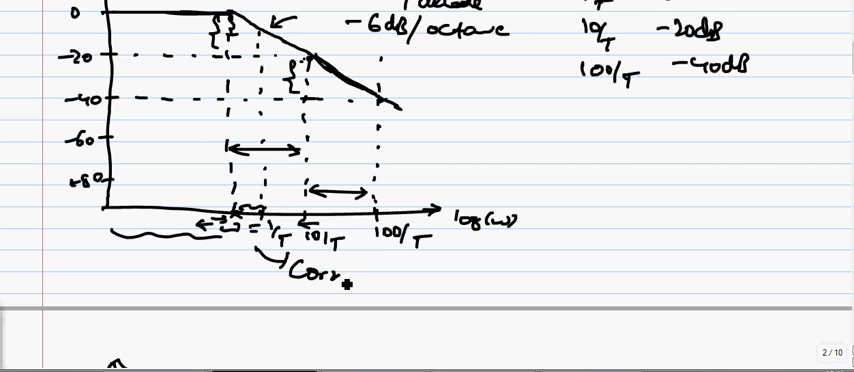 0
-6dB/octave
10/T -20dB
-20
100/T -40dB
-40
-60
-80
log(ω)
ω = 1/T 10/T 100/T
Corr
2 / 10